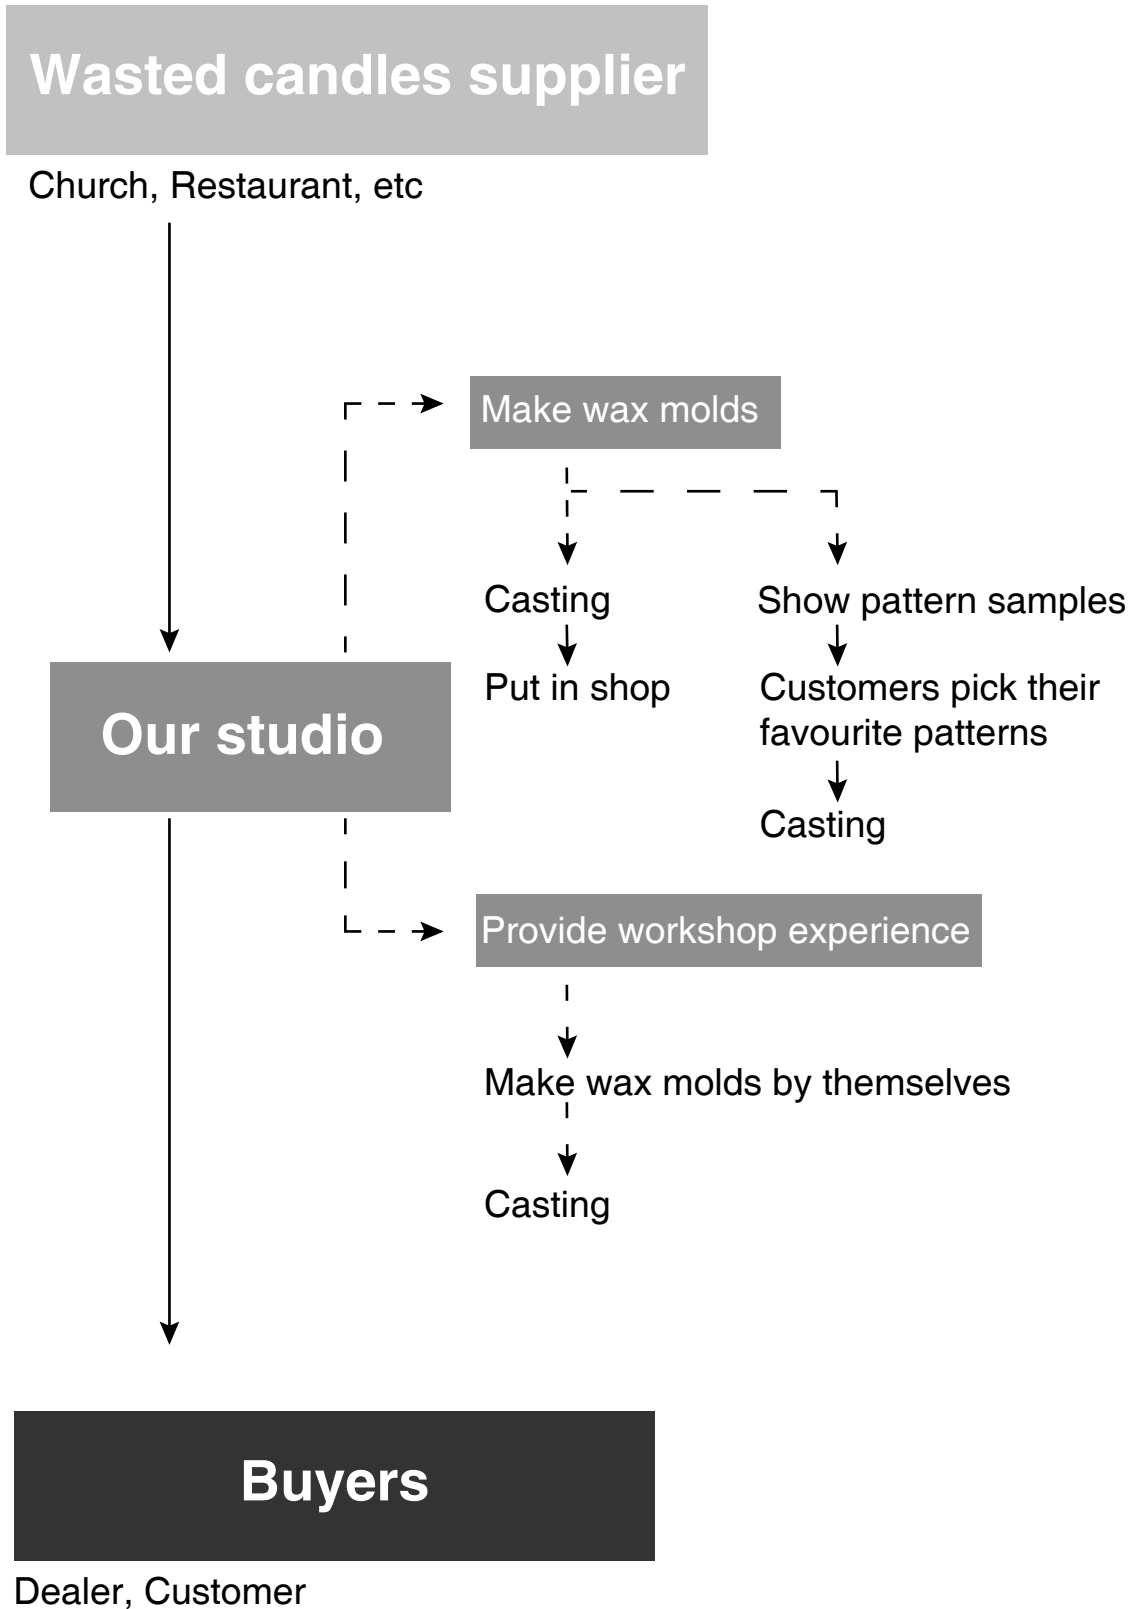 Wasted candles supplier
Church, Restaurant, etc
Make wax molds
Casting
Put in shop
Show pattern samples
Customers pick their
favourite patterns
Casting
Our studio
Provide workshop experience
Make wax molds by themselves
Casting
Buyers
Dealer, Customer